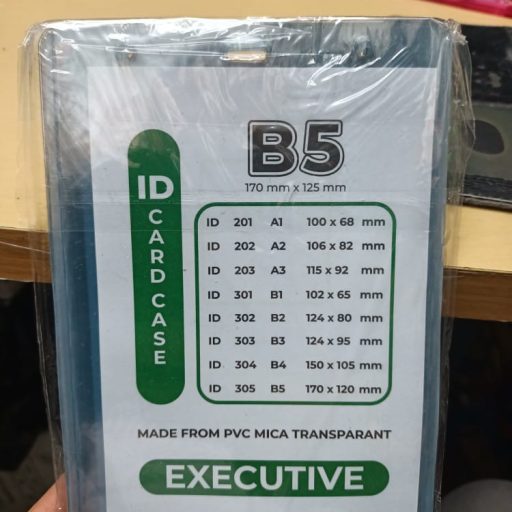 B5
170 mm x 125 mm
ID CARD CASE
ID 201 A1 100 x 68 mm
ID 202 A2 106 x 82 mm
ID 203 A3 115 x 92 mm
ID 301 B1 102 x 65 mm
ID 302 B2 124 x 80 mm
ID 303 B3 124 x 95 mm
ID 304 B4 150 x 105 mm
ID 305 B5 170 x 120 mm
MADE FROM PVC MICA TRANSPARANT
EXECUTIVE